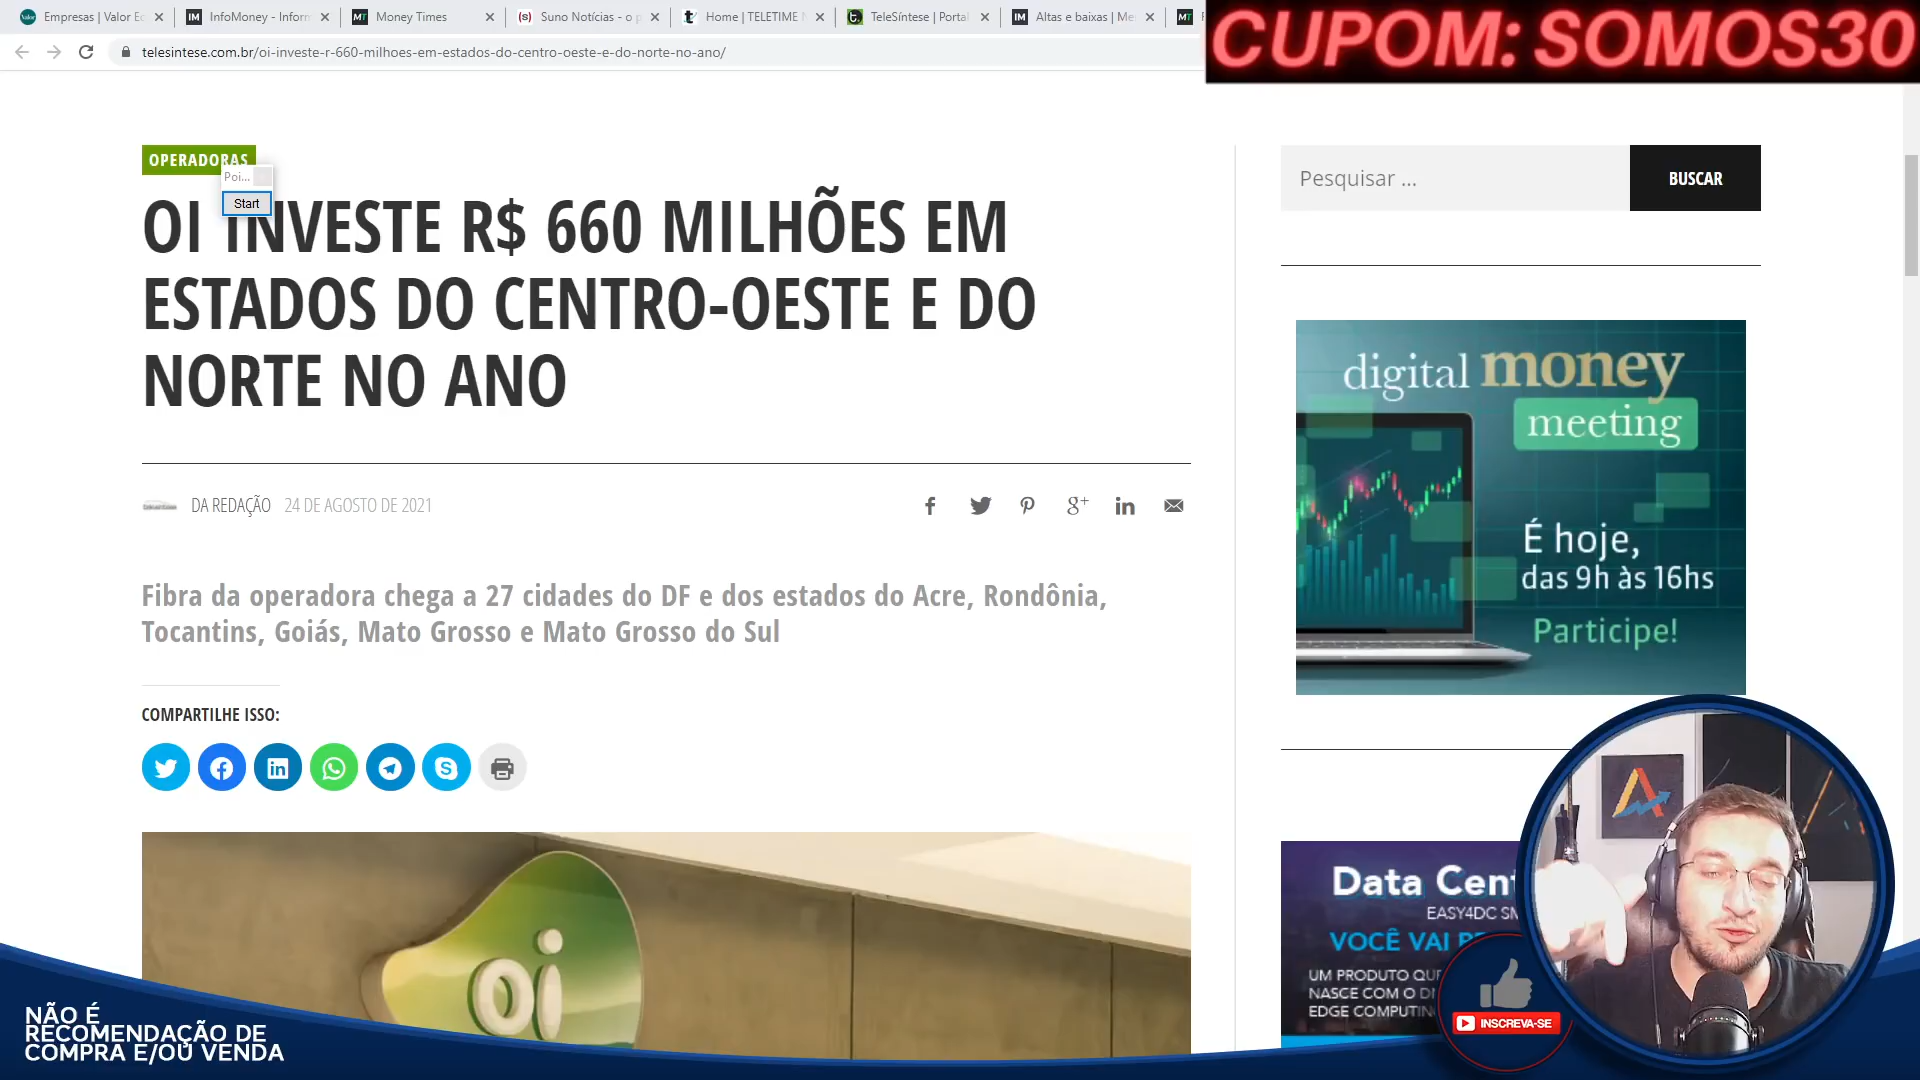 Empresas | Valor Ec
InfoMoney - Inform
Money Times
Suno Notícias - o p
Home | TELETIME N
TeleSíntese | Portal
Altas e baixas | Me
CUPOM: SOMOS30
telesintese.com.br/oi-investe-r-660-milhoes-em-estados-do-centro-oeste-e-do-norte-no-ano/
OPERADORAS
Poi...
Start
OI INVESTE R$ 660 MILHÕES EM
ESTADOS DO CENTRO-OESTE E DO
NORTE NO ANO
DA REDAÇÃO 24 DE AGOSTO DE 2021
Fibra da operadora chega a 27 cidades do DF e dos estados do Acre, Rondônia,
Tocantins, Goiás, Mato Grosso e Mato Grosso do Sul
COMPARTILHE ISSO:
oi
Pesquisar ...
BUSCAR
digital money
meeting
É hoje,
das 9h às 16hs
Participe!
Data Cen
EASY4DC SM
VOCÊ VAI
UM PRODUTO QUE
NASCE COM O D
EDGE COMPUTIN
INSCREVA-SE
NÃO É
RECOMENDAÇÃO DE
COMPRA E/OU VENDA